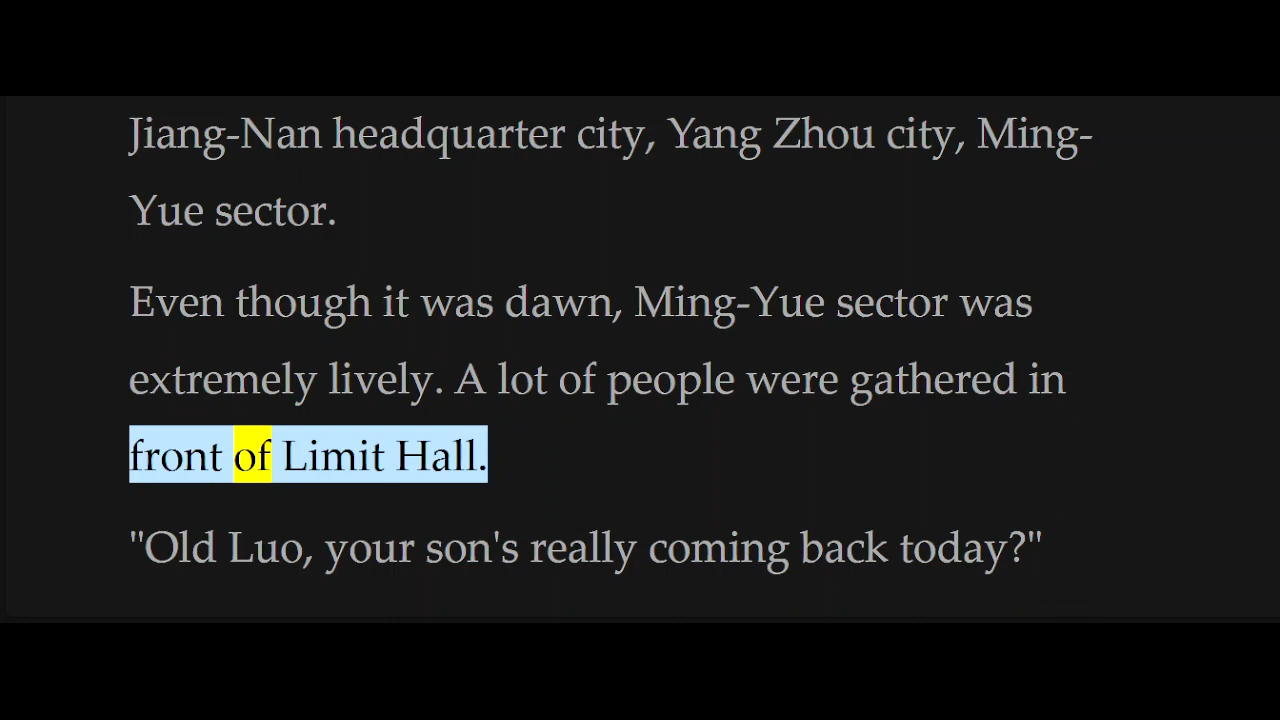 Jiang-Nan headquarter city, Yang Zhou city, Ming-
Yue sector.
Even though it was dawn, Ming-Yue sector was
extremely lively. A lot of people were gathered in
front of Limit Hall.
"Old Luo, your son's really coming back today?"